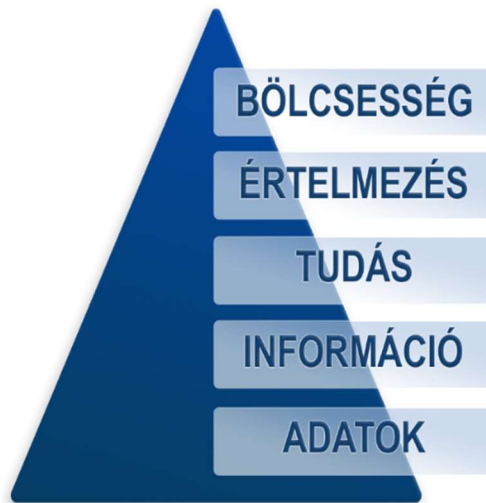 BÖLCSESSÉG
ÉRTELMEZÉS
TUDÁS
INFORMÁCIÓ
ADATOK